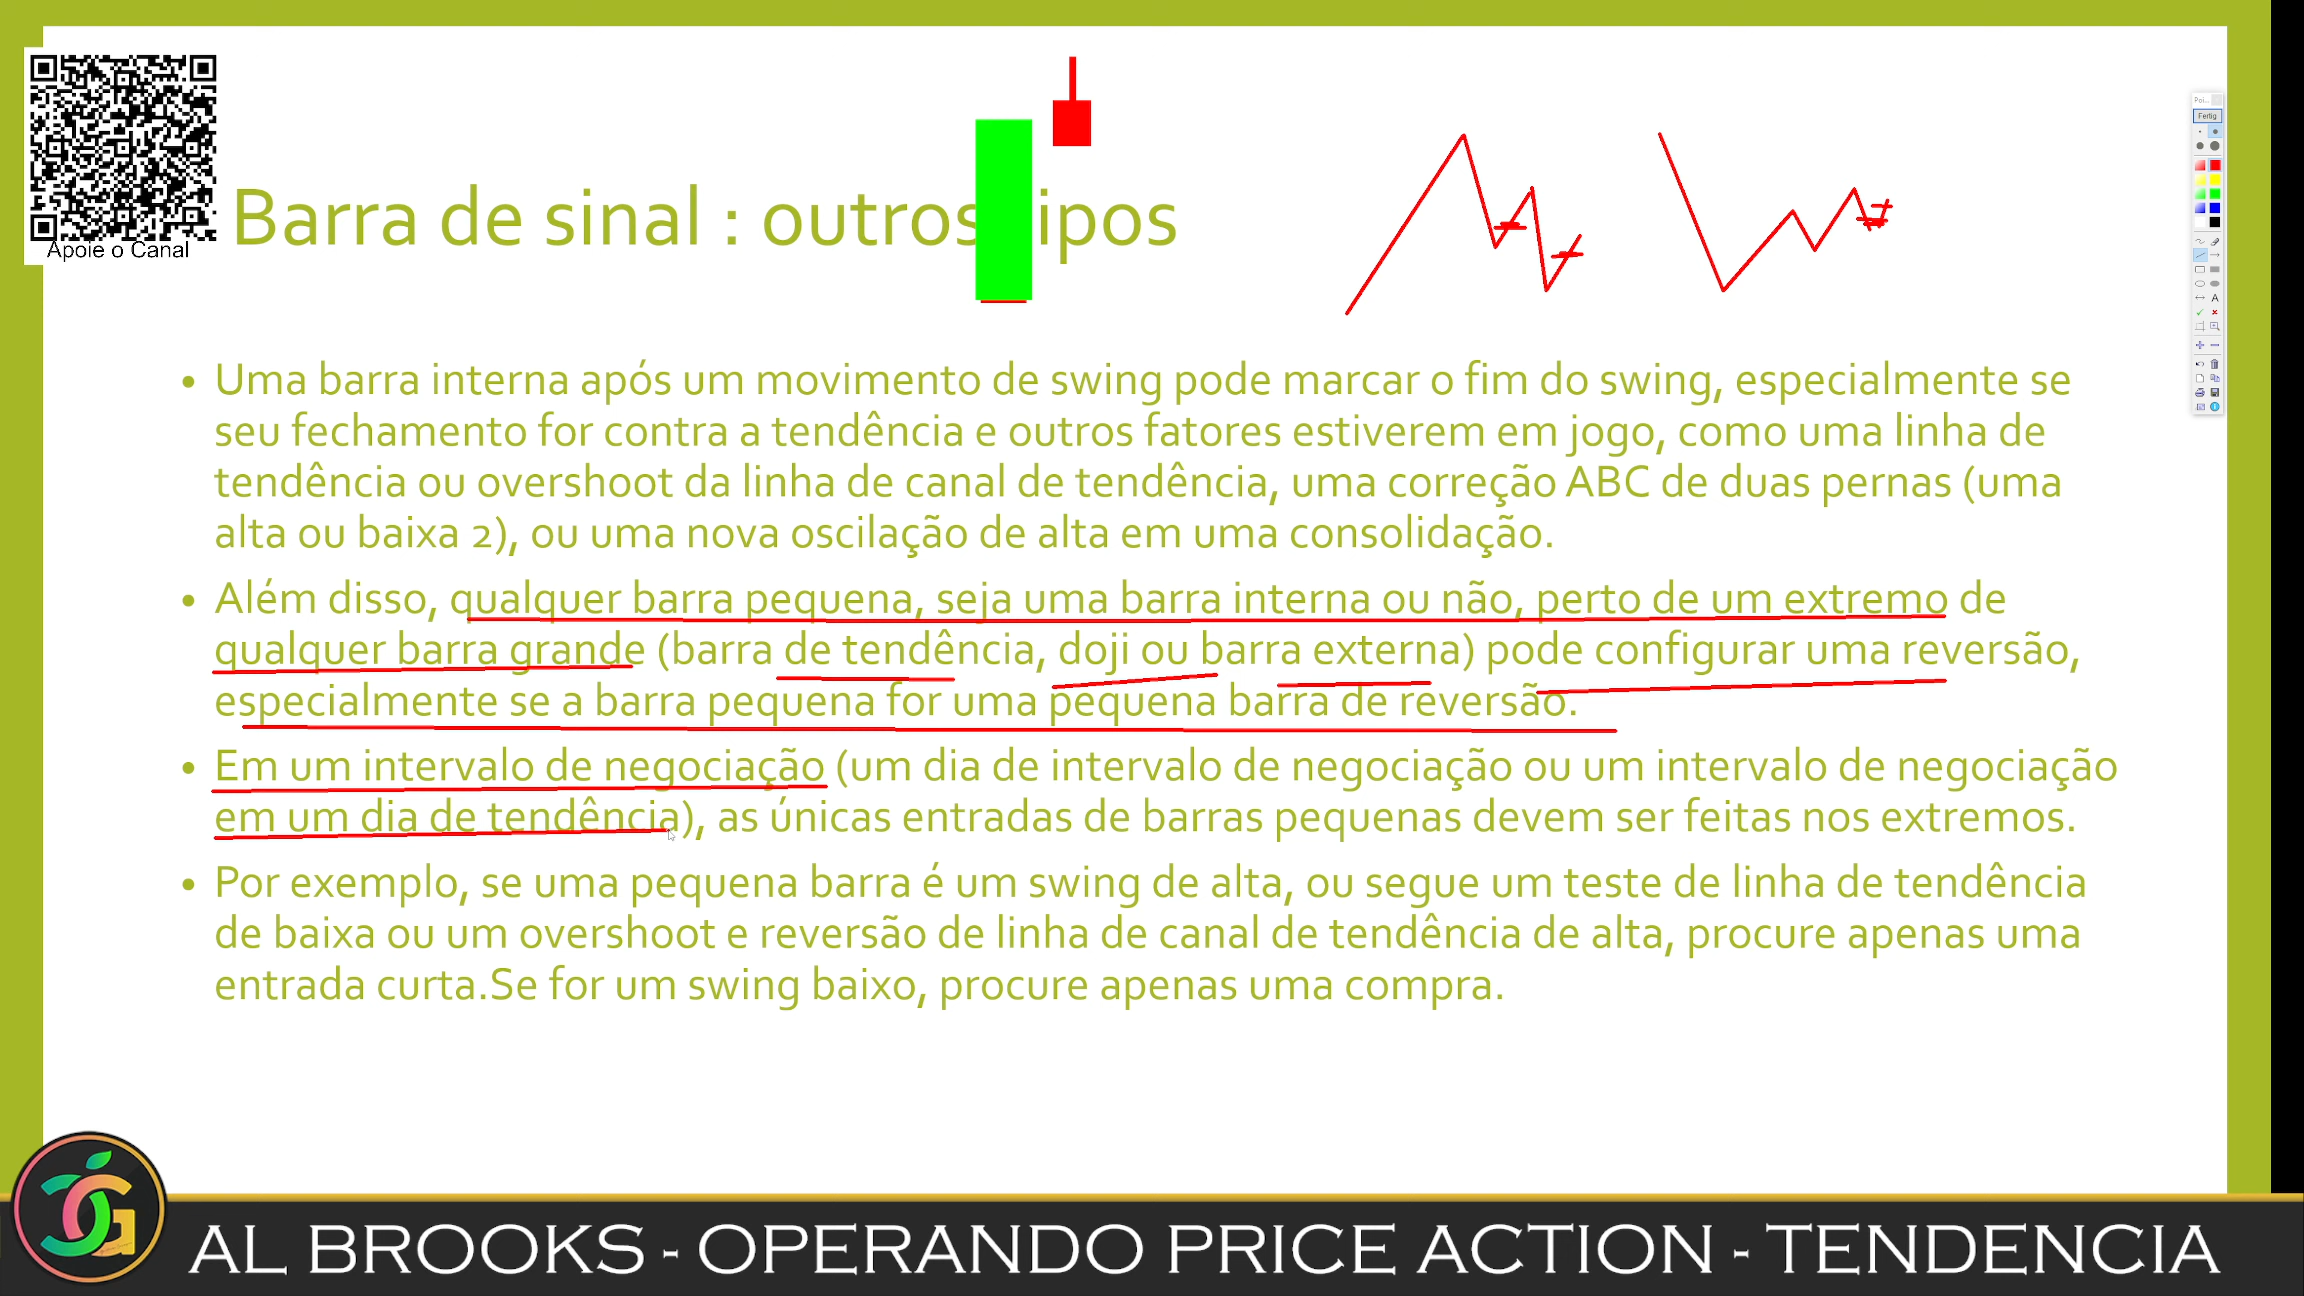 Apoie o Canal
Barra de sinal : outros ipos
Poi...
Fertig
A
Uma barra interna após um movimento de swing pode marcar o fim do swing, especialmente se
seu fechamento for contra a tendência e outros fatores estiverem em jogo, como uma linha de
tendência ou overshoot da linha de canal de tendência, uma correção ABC de duas pernas (uma
alta ou baixa 2), ou uma nova oscilação de alta em uma consolidação.
Além disso, qualquer barra pequena, seja uma barra interna ou não, perto de um extremo de
qualquer barra grande (barra de tendência, doji ou barra externa) pode configurar uma reversão,
especialmente se a barra pequena for uma pequena barra de reversão.
Em um intervalo de negociação (um dia de intervalo de negociação ou um intervalo de negociação
em um dia de tendência), as únicas entradas de barras pequenas devem ser feitas nos extremos.
Por exemplo, se uma pequena barra é um swing de alta, ou segue um teste de linha de tendência
de baixa ou um overshoot e reversão de linha de canal de tendência de alta, procure apenas uma
entrada curta.Se for um swing baixo, procure apenas uma compra.
AL BROOKS - OPERANDO PRICE ACTION - TENDENCIA